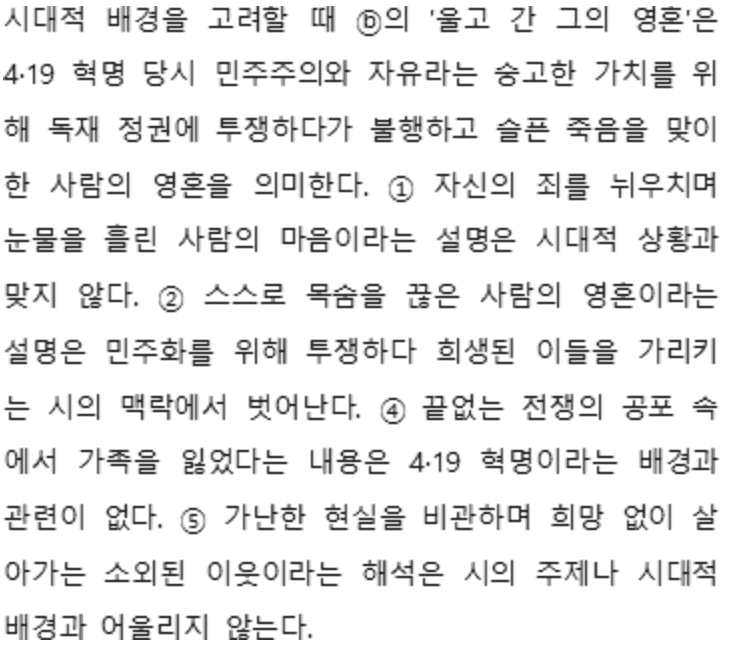 시대적 배경을 고려할 때 ⓑ의 '울고 간 그의 영혼'은
4·19 혁명 당시 민주주의와 자유라는 숭고한 가치를 위
해 독재 정권에 투쟁하다가 불행하고 슬픈 죽음을 맞이
한 사람의 영혼을 의미한다. ① 자신의 죄를 뉘우치며
눈물을 흘린 사람의 마음이라는 설명은 시대적 상황과
맞지 않다. ② 스스로 목숨을 끊은 사람의 영혼이라는
설명은 민주화를 위해 투쟁하다 희생된 이들을 가리키
는 시의 맥락에서 벗어난다. ④ 끝없는 전쟁의 공포 속
에서 가족을 잃었다는 내용은 4·19 혁명이라는 배경과
관련이 없다. ⑤ 가난한 현실을 비관하며 희망 없이 살
아가는 소외된 이웃이라는 해석은 시의 주제나 시대적
배경과 어울리지 않는다.